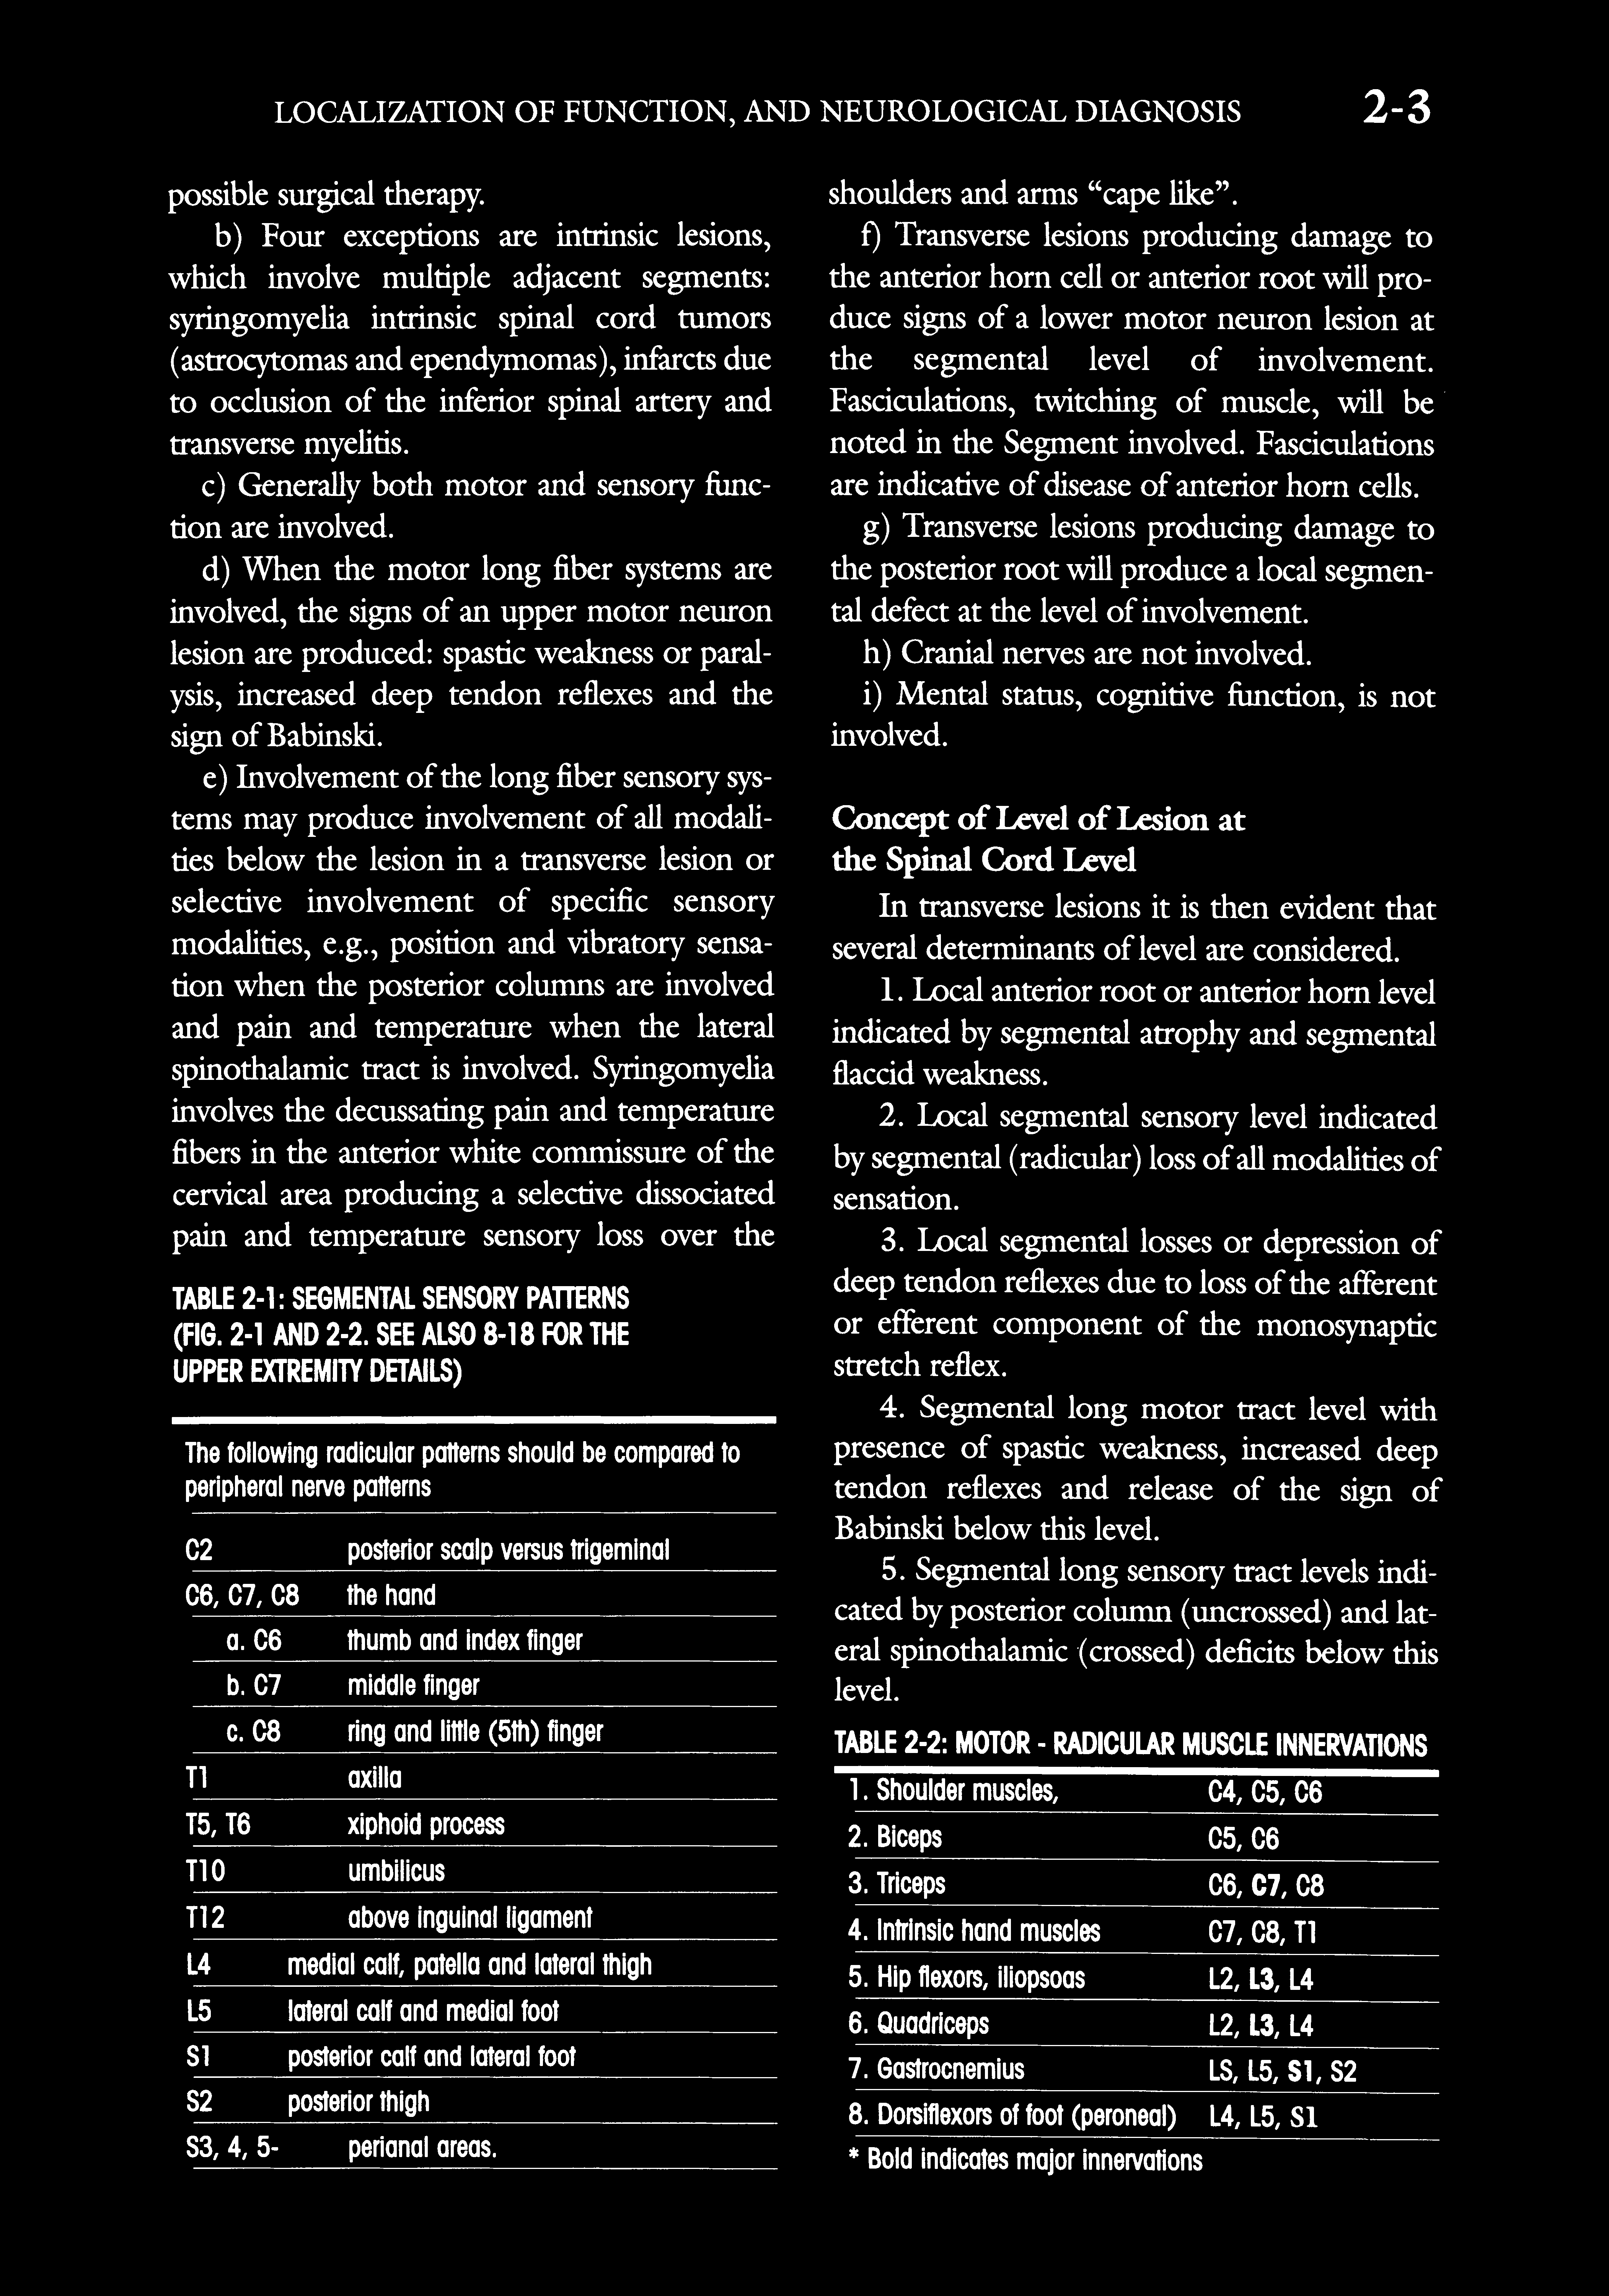 LOCALIZATION OF FUNCTION, AND NEUROLOGICAL DIAGNOSIS 2-3
possible surgical therapy.
b) Four exceptions are intrinsic lesions,
which involve multiple adjacent segments:
syringomyelia intrinsic spinal cord tumors
(astrocytomas and ependymomas), infarcts due
to occlusion of the inferior spinal artery and
transverse myelitis.
c) Generally both motor and sensory func-
tion are involved.
d) When the motor long fiber systems are
involved, the signs of an upper motor neuron
lesion are produced: spastic weakness or paral-
ysis, increased deep tendon reflexes and the
sign of Babinski.
e) Involvement of the long fiber sensory sys-
tems may produce involvement of all modali-
ties below the lesion in a transverse lesion or
selective involvement of specific sensory
modalities, e.g., position and vibratory sensa-
tion when the posterior columns are involved
and pain and temperature when the lateral
spinothalamic tract is involved. Syringomyelia
involves the decussating pain and temperature
fibers in the anterior white commissure of the
cervical area producing a selective dissociated
pain and temperature sensory loss over the
TABLE 2-1: SEGMENTAL SENSORY PATTERNS
(FIG. 2-1 AND 2-2. SEE ALSO 8-18 FOR THE
UPPER EXTREMITY DETAILS)
The following radicular patterns should be compared to
peripheral nerve patterns
C2 posterior scalp versus trigeminal
C6, C7, C8 the hand
a. C6 thumb and index finger
b. C7 middle finger
c. C8 ring and little (5th) finger
T1 axilla
T5, T6 xiphoid process
T10 umbilicus
T12 above inguinal ligament
L4 medial calf, patella and lateral thigh
L5 lateral calf and medial foot
S1 posterior calf and lateral foot
S2 posterior thigh
S3, 4, 5- perianal areas.
shoulders and arms “cape like”.
f) Transverse lesions producing damage to
the anterior horn cell or anterior root will pro-
duce signs of a lower motor neuron lesion at
the segmental level of involvement.
Fasciculations, twitching of muscle, will be
noted in the Segment involved. Fasciculations
are indicative of disease of anterior horn cells.
g) Transverse lesions producing damage to
the posterior root will produce a local segmen-
tal defect at the level of involvement.
h) Cranial nerves are not involved.
i) Mental status, cognitive function, is not
involved.
Concept of Level of Lesion at
the Spinal Cord Level
In transverse lesions it is then evident that
several determinants of level are considered.
1. Local anterior root or anterior horn level
indicated by segmental atrophy and segmental
flaccid weakness.
2. Local segmental sensory level indicated
by segmental (radicular) loss of all modalities of
sensation.
3. Local segmental losses or depression of
deep tendon reflexes due to loss of the afferent
or efferent component of the monosynaptic
stretch reflex.
4. Segmental long motor tract level with
presence of spastic weakness, increased deep
tendon reflexes and release of the sign of
Babinski below this level.
5. Segmental long sensory tract levels indi-
cated by posterior column (uncrossed) and lat-
eral spinothalamic (crossed) deficits below this
level.
TABLE 2-2: MOTOR - RADICULAR MUSCLE INNERVATIONS
1. Shoulder muscles, C4, C5, C6
2. Biceps C5, C6
3. Triceps C6, C7, C8
4. Intrinsic hand muscles C7, C8, T1
5. Hip flexors, iliopsoas L2, L3, L4
6. Quadriceps L2, L3, L4
7. Gastrocnemius LS, L5, S1, S2
8. Dorsiflexors of foot (peroneal) L4, L5, S1
* Bold indicates major innervations